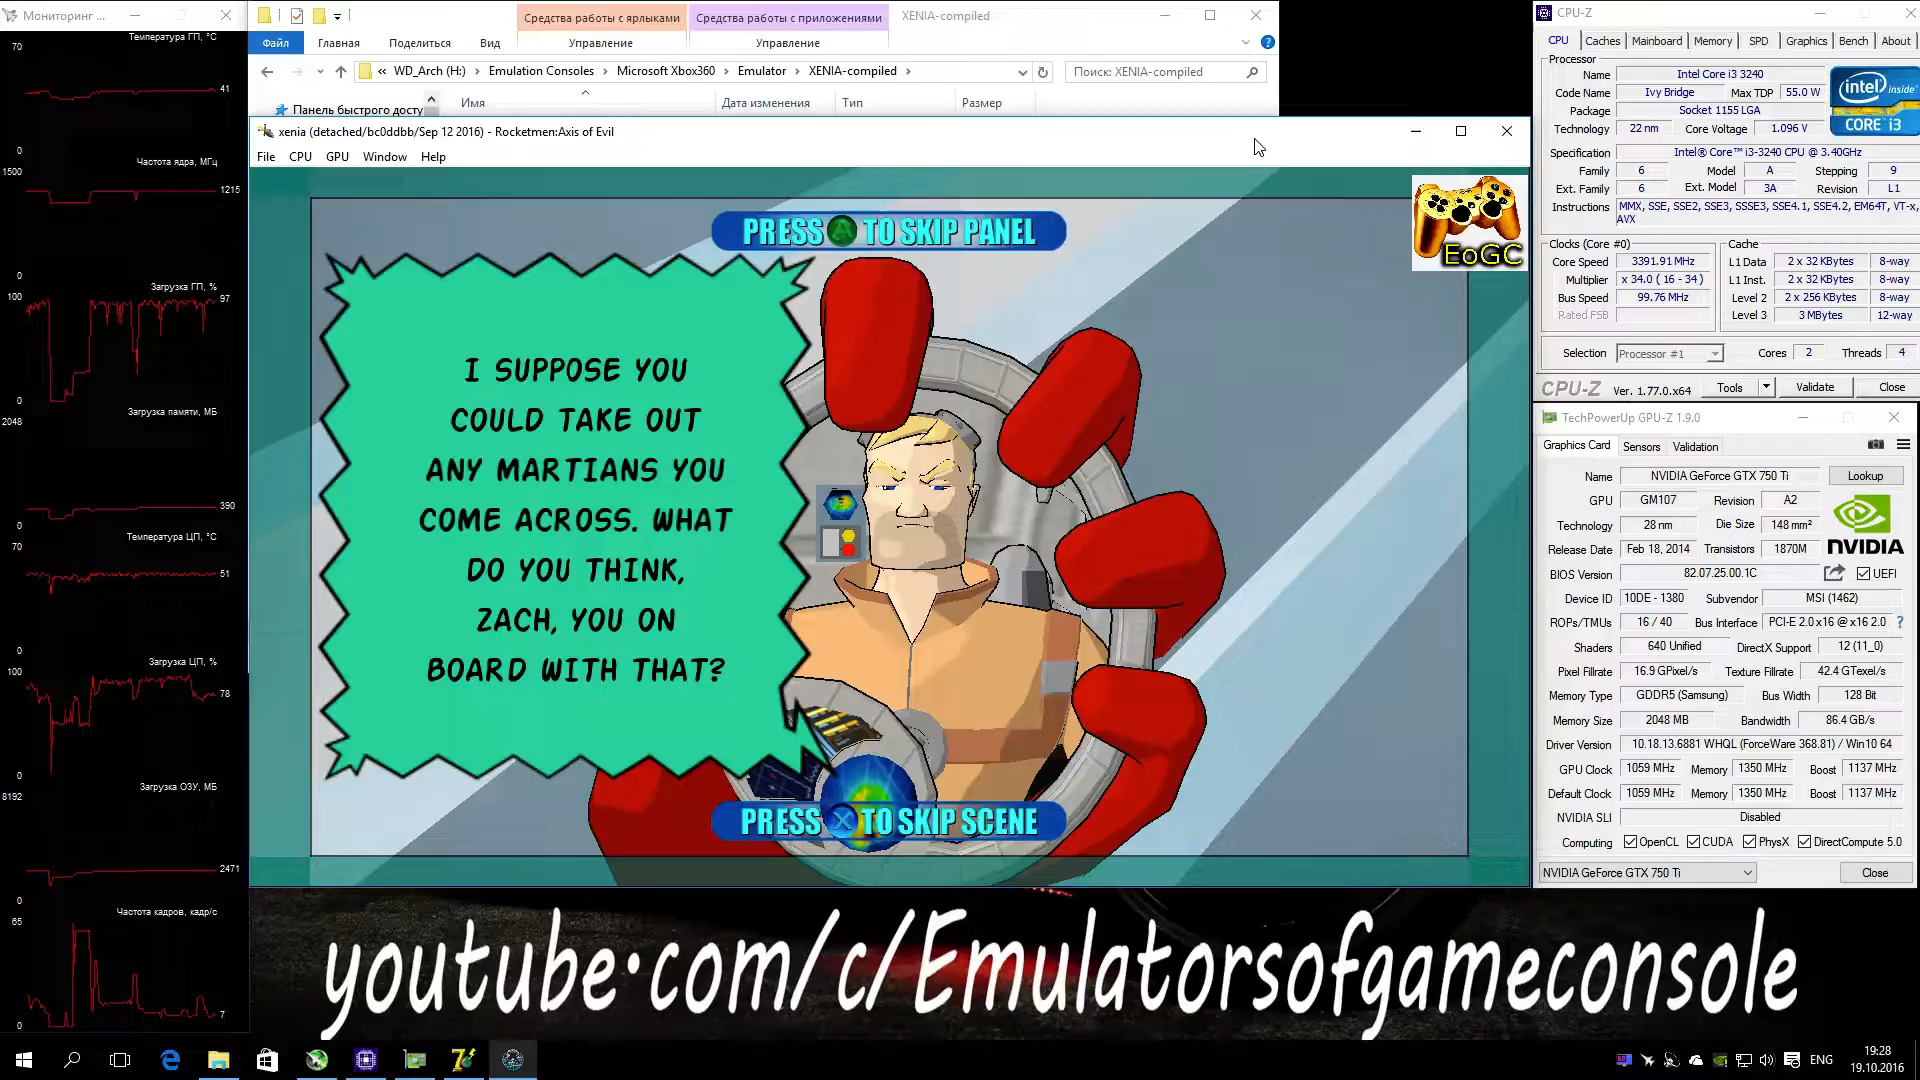 Мониторинг ...
70
Температура ГП, °C
41
0
Частота ядра, МГц
1500
1215
0
Загрузка ГП, %
100
97
0
Загрузка памяти, МБ
2048
390
0
Температура ЦП, °C
70
51
0
Загрузка ЦП, %
100
78
0
Загрузка ОЗУ, МБ
8192
2471
0
Частота кадров, кадр/с
65
7
0
Средства работы с ярлыками
Средства работы с приложениями
XENIA-compiled
Файл
Главная
Поделиться
Вид
Управление
Управление
« WD_Arch (H:) > Emulation Consoles > Microsoft Xbox360 > Emulator > XENIA-compiled >
Поиск: XENIA-compiled
Панель быстрого досту
Имя
Дата изменения
Тип
Размер
xenia (detached/bc0ddbb/Sep 12 2016) - Rocketmen:Axis of Evil
File CPU GPU Window Help
PRESS A TO SKIP PANEL
EoGC
I SUPPOSE YOU
COULD TAKE OUT
ANY MARTIANS YOU
COME ACROSS. WHAT
DO YOU THINK,
ZACH, YOU ON
BOARD WITH THAT?
PRESS X TO SKIP SCENE
youtube.com/c/Emulatorsofgameconsole
CPU-Z
CPU Caches Mainboard Memory SPD Graphics Bench About
Processor
Name Intel Core i3 3240
Code Name Ivy Bridge Max TDP 55.0 W
Package Socket 1155 LGA
Technology 22 nm Core Voltage 1.096 V
intel inside
CORE i3
Specification Intel® Core™ i3-3240 CPU @ 3.40GHz
Family 6 Model A Stepping 9
Ext. Family 6 Ext. Model 3A Revision L1
Instructions MMX, SSE, SSE2, SSE3, SSSE3, SSE4.1, SSE4.2, EM64T, VT-x,
AVX
Clocks (Core #0)
Core Speed 3391.91 MHz
Multiplier x 34.0 ( 16 - 34 )
Bus Speed 99.76 MHz
Rated FSB
Cache
L1 Data 2 x 32 KBytes 8-way
L1 Inst. 2 x 32 KBytes 8-way
Level 2 2 x 256 KBytes 8-way
Level 3 3 MBytes 12-way
Selection Processor #1 Cores 2 Threads 4
CPU-Z Ver. 1.77.0.x64 Tools Validate Close
TechPowerUp GPU-Z 1.9.0
Graphics Card Sensors Validation
Name NVIDIA GeForce GTX 750 Ti Lookup
GPU GM107 Revision A2
Technology 28 nm Die Size 148 mm²
Release Date Feb 18, 2014 Transistors 1870M
NVIDIA
BIOS Version 82.07.25.00.1C UEFI
Device ID 10DE - 1380 Subvendor MSI (1462)
ROPs/TMUs 16 / 40 Bus Interface PCI-E 2.0 x16 @ x16 2.0 ?
Shaders 640 Unified DirectX Support 12 (11_0)
Pixel Fillrate 16.9 GPixel/s Texture Fillrate 42.4 GTexel/s
Memory Type GDDR5 (Samsung) Bus Width 128 Bit
Memory Size 2048 MB Bandwidth 86.4 GB/s
Driver Version 10.18.13.6881 WHQL (ForceWare 368.81) / Win10 64
GPU Clock 1059 MHz Memory 1350 MHz Boost 1137 MHz
Default Clock 1059 MHz Memory 1350 MHz Boost 1137 MHz
NVIDIA SLI Disabled
Computing OpenCL CUDA PhysX DirectCompute 5.0
NVIDIA GeForce GTX 750 Ti Close
ENG
19:28
19.10.2016